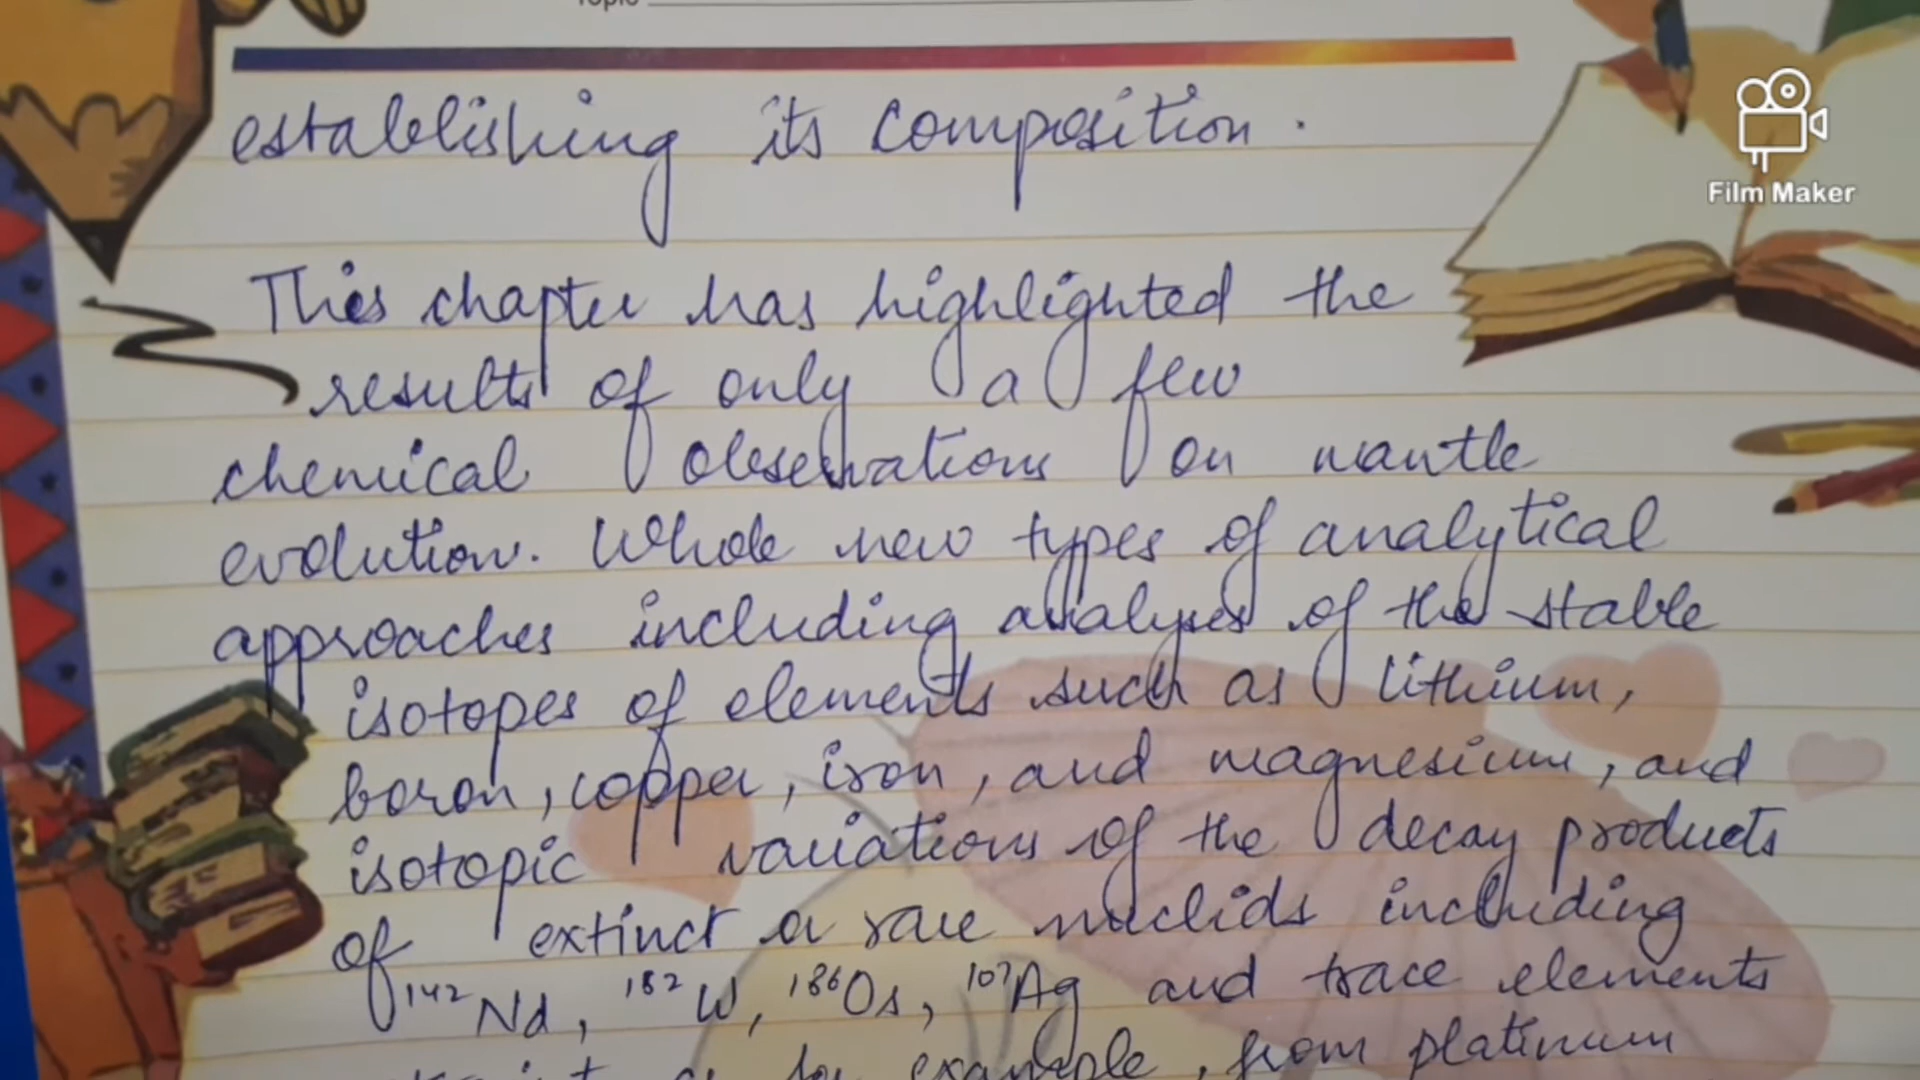 Topic
establishing its composition.
This chapter has highlighted the
results of only a few
chemical observations on mantle
evolution. Whole new types of analytical
approaches including analyses of the stable
isotopes of elements such as lithium,
boron, copper, iron, and magnesium, and
isotopic variations of the decay products
of extinct or rare nuclids including
¹⁴²Nd, ¹⁸²W, ¹⁸⁶Os, ¹⁰⁷Ag and trace elements
for example, from platinum
Film Maker